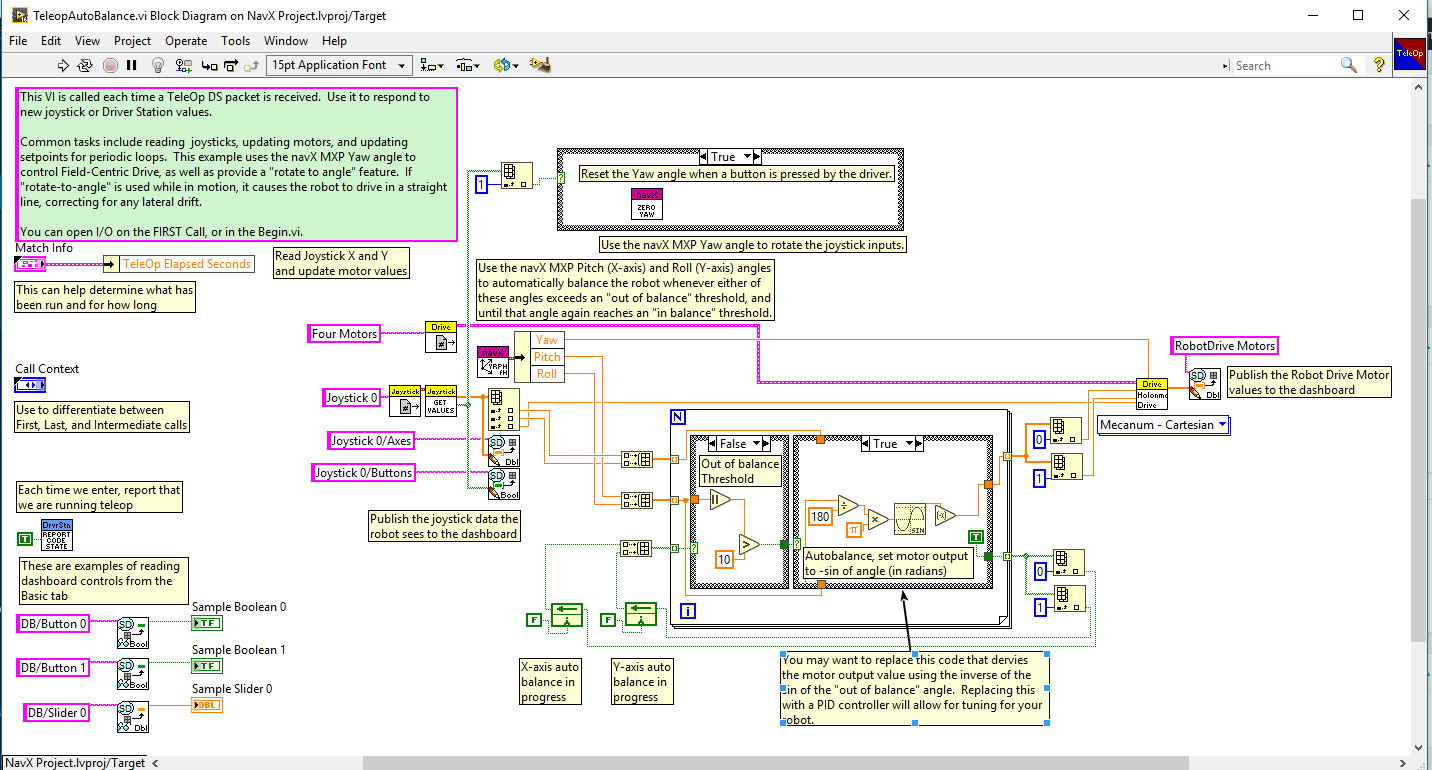 TeleopAutoBalance.vi Block Diagram on NavX Project.lvproj/Target
File Edit View Project Operate Tools Window Help
15pt Application Font
Search
TeleOp
This VI is called each time a TeleOp DS packet is received.  Use it to respond to
new joystick or Driver Station values.
Common tasks include reading  joysticks, updating motors, and updating
setpoints for periodic loops.  This example uses the navX MXP Yaw angle to
control Field-Centric Drive, as well as provide a "rotate to angle" feature.  If
"rotate-to-angle" is used while in motion, it causes the robot to drive in a straight
line, correcting for any lateral drift.
You can open I/O on the FIRST Call, or in the Begin.vi.
Match Info
TeleOp Elapsed Seconds
This can help determine what has
been run and for how long
Read Joystick X and Y
and update motor values
1
True
Reset the Yaw angle when a button is pressed by the driver.
navX
ZERO
YAW
Use the navX MXP Yaw angle to rotate the joystick inputs.
Use the navX MXP Pitch (X-axis) and Roll (Y-axis) angles
to automatically balance the robot whenever either of
these angles exceeds an "out of balance" threshold, and
until that angle again reaches an "in balance" threshold.
Four Motors
Drive
navX
YRPH
FH
Yaw
Pitch
Roll
RobotDrive Motors
SD
Dbl
Publish the Robot Drive Motor
values to the dashboard
Drive
Holonmc
Drive
Mecanum - Cartesian
Call Context
Use to differentiate between
First, Last, and Intermediate calls
Joystick 0
Joystick
Joystick
GET
VALUES
Joystick 0/Axes
SD
Dbl
Joystick 0/Buttons
SD
Bool
Publish the joystick data the
robot sees to the dashboard
N
False
Out of balance
Threshold
10
True
180
π
SIN
T
Autobalance, set motor output
to -sin of angle (in radians)
i
0
1
0
1
Each time we enter, report that
we are running teleop
T
DrvrStn
REPORT
CODE
STATE
These are examples of reading
dashboard controls from the
Basic tab
DB/Button 0
SD
Bool
Sample Boolean 0
TF
DB/Button 1
SD
Bool
Sample Boolean 1
TF
DB/Slider 0
SD
Dbl
Sample Slider 0
DBL
F
F
X-axis auto
balance in
progress
Y-axis auto
balance in
progress
You may want to replace this code that dervies
the motor output value using the inverse of the
in of the "out of balance" angle.  Replacing this
with a PID controller will allow for tuning for your
robot.
NavX Project.lvproj/Target